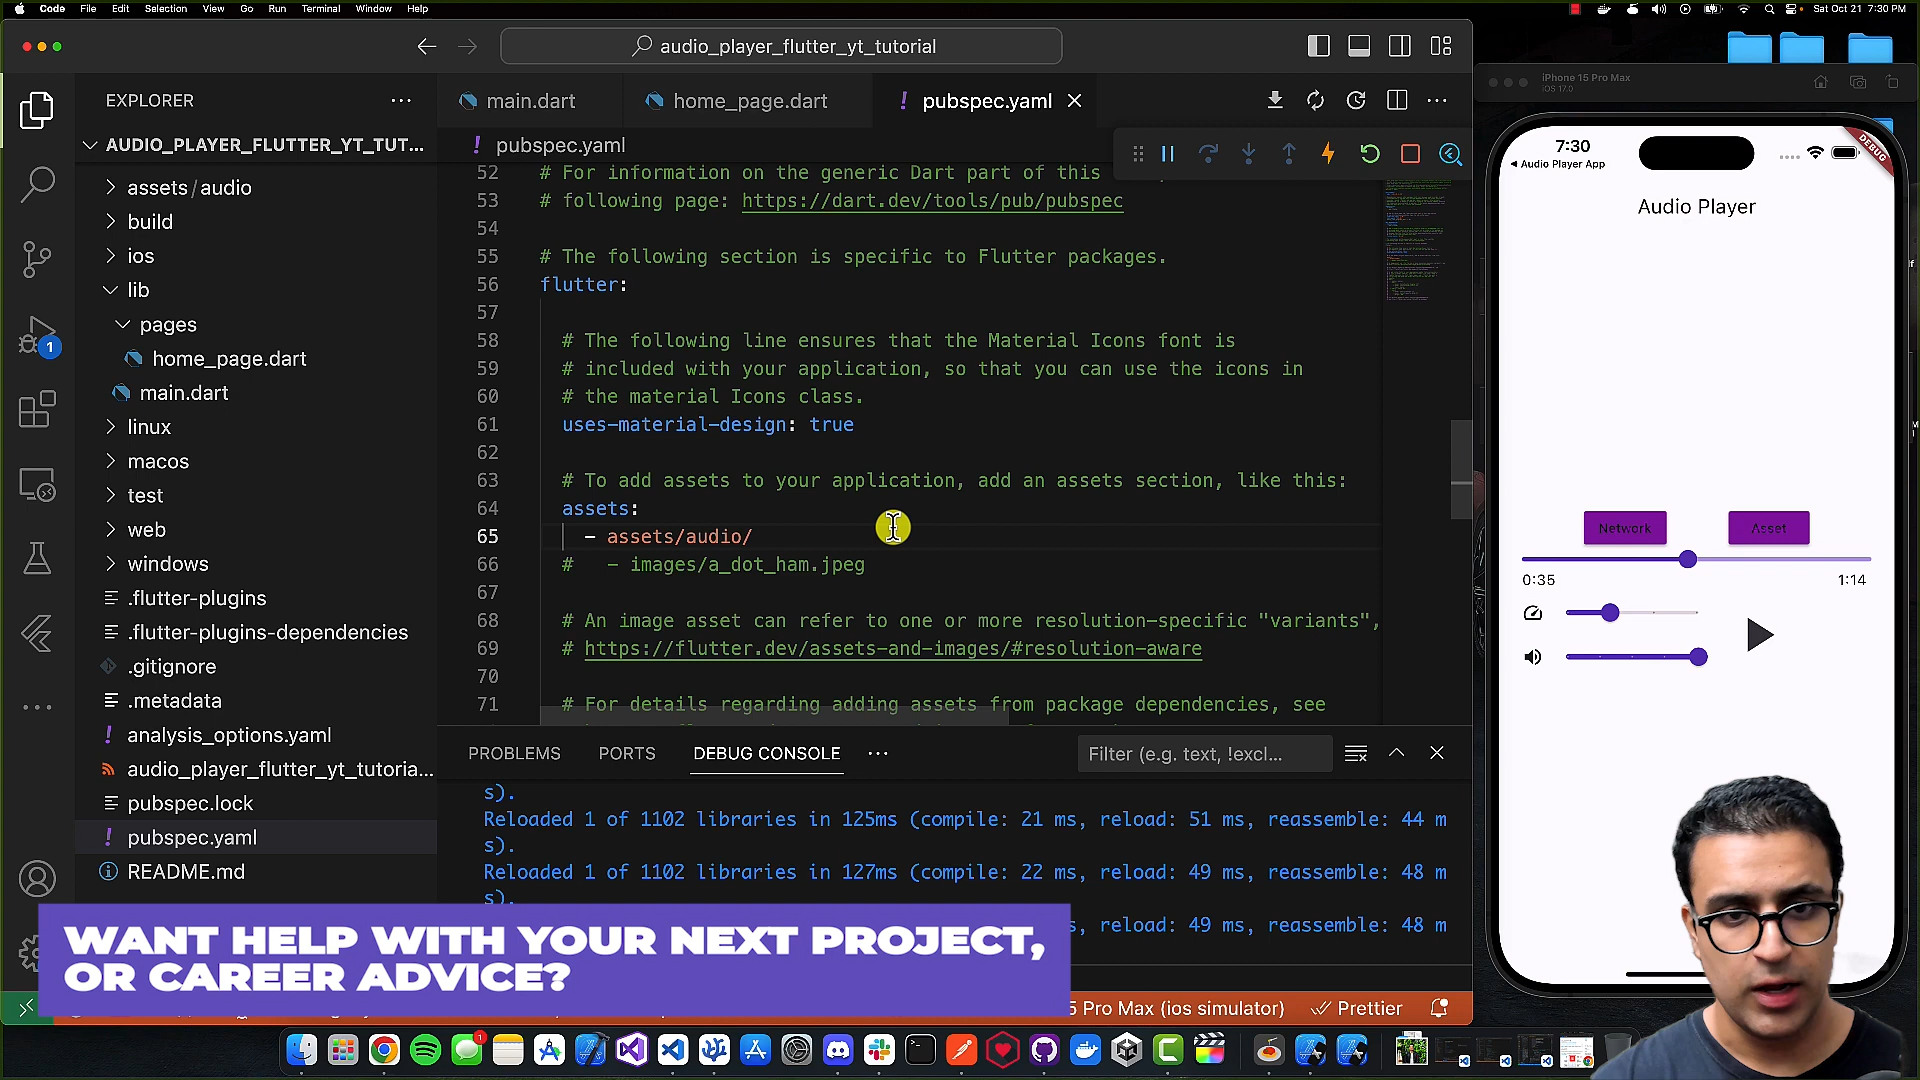 Code File Edit Selection View Go Run Terminal Window Help
Sat Oct 21 7:30 PM
audio_player_flutter_yt_tutorial
EXPLORER
AUDIO_PLAYER_FLUTTER_YT_TUT...
assets/audio
build
ios
lib
pages
home_page.dart
main.dart
linux
macos
test
web
windows
.flutter-plugins
.flutter-plugins-dependencies
.gitignore
.metadata
analysis_options.yaml
audio_player_flutter_yt_tutoria...
pubspec.lock
pubspec.yaml
README.md
1
main.dart
home_page.dart
pubspec.yaml
pubspec.yaml
52 # For information on the generic Dart part of this
53 # following page: https://dart.dev/tools/pub/pubspec
54
55 # The following section is specific to Flutter packages.
56 flutter:
57
58 # The following line ensures that the Material Icons font is
59 # included with your application, so that you can use the icons in
60 # the material Icons class.
61 uses-material-design: true
62
63 # To add assets to your application, add an assets section, like this:
64 assets:
65 - assets/audio/
66 # - images/a_dot_ham.jpeg
67
68 # An image asset can refer to one or more resolution-specific "variants",
69 # https://flutter.dev/assets-and-images/#resolution-aware
70
71 # For details regarding adding assets from package dependencies, see
PROBLEMS PORTS DEBUG CONSOLE
Filter (e.g. text, !excl...
s).
Reloaded 1 of 1102 libraries in 125ms (compile: 21 ms, reload: 51 ms, reassemble: 44 m
s).
Reloaded 1 of 1102 libraries in 127ms (compile: 22 ms, reload: 49 ms, reassemble: 48 m
s).
, reload: 49 ms, reassemble: 48 m
WANT HELP WITH YOUR NEXT PROJECT,
OR CAREER ADVICE?
5 Pro Max (ios simulator) Prettier
iPhone 15 Pro Max
iOS 17.0
7:30
Audio Player App
DEBUG
Audio Player
Network
Asset
0:35
1:14
1